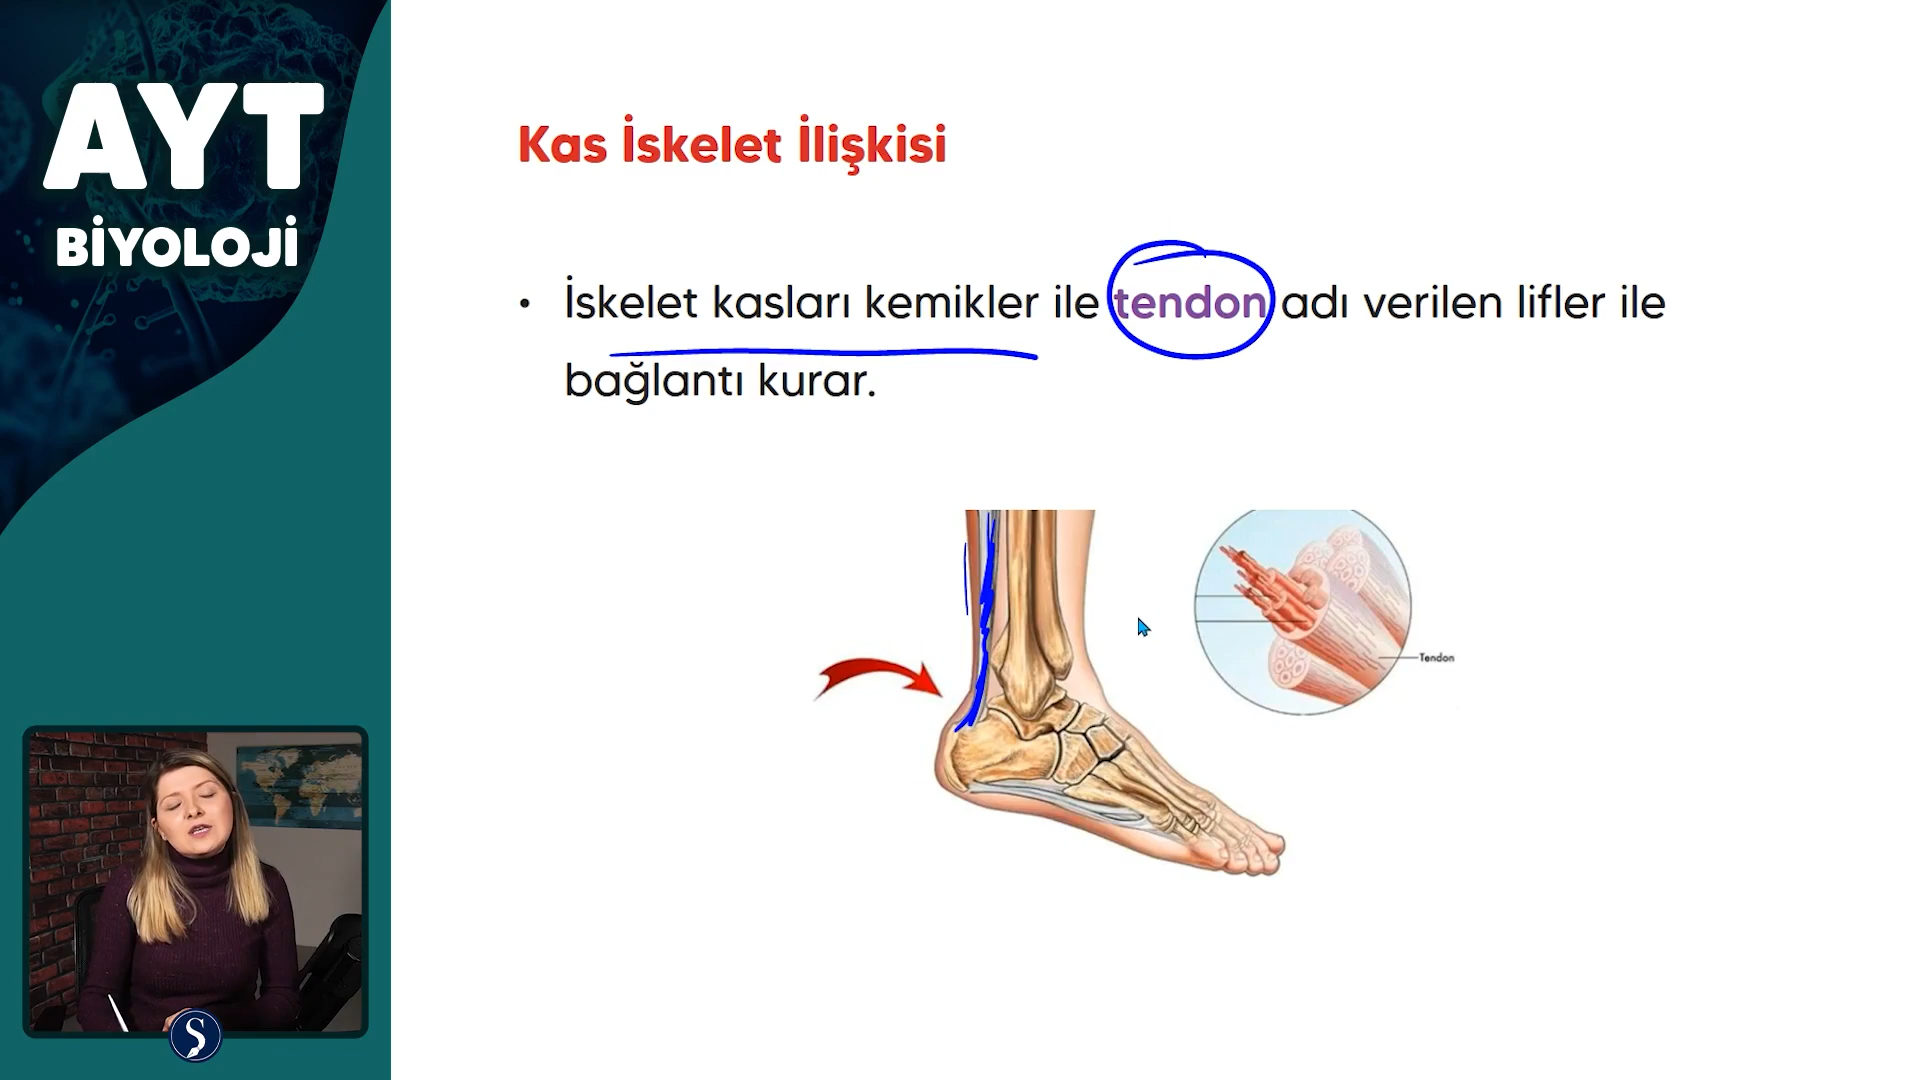 AYT
BİYOLOJİ
Kas İskelet İlişkisi
• İskelet kasları kemikler ile tendon adı verilen lifler ile
bağlantı kurar.
Tendon
S